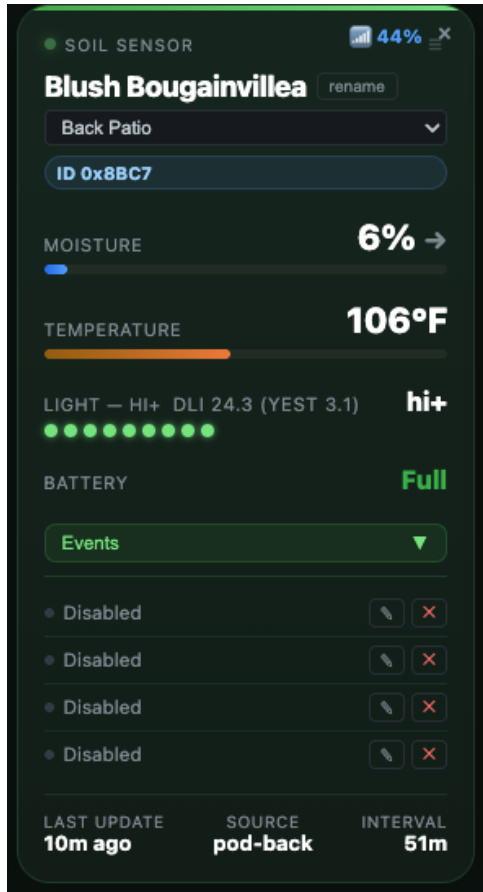 SOIL SENSOR 44%
Blush Bougainvillea rename
Back Patio
ID 0x8BC7
MOISTURE 6% →
TEMPERATURE 106°F
LIGHT — HI+ DLI 24.3 (YEST 3.1) hi+
BATTERY Full
Events ▼
Disabled
Disabled
Disabled
Disabled
LAST UPDATE SOURCE INTERVAL
10m ago pod-back 51m